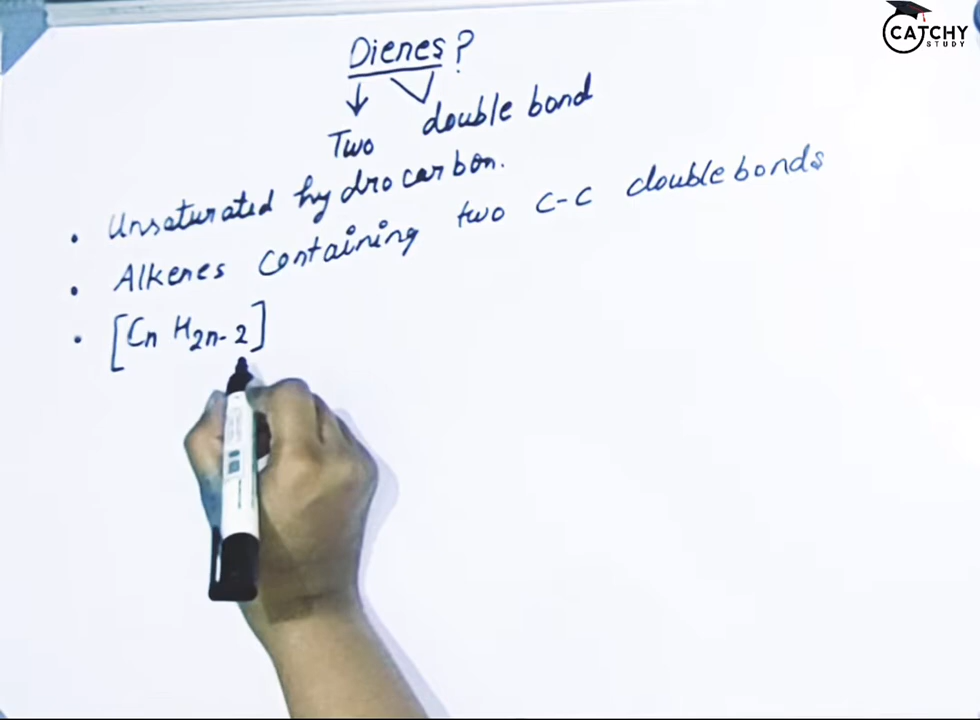 CATCHY
STUDY
Dienes?
Two double bond
• Unsaturated hydrocarbon.
• Alkenes containing two C-C double bonds
• [Cn H2n-2]